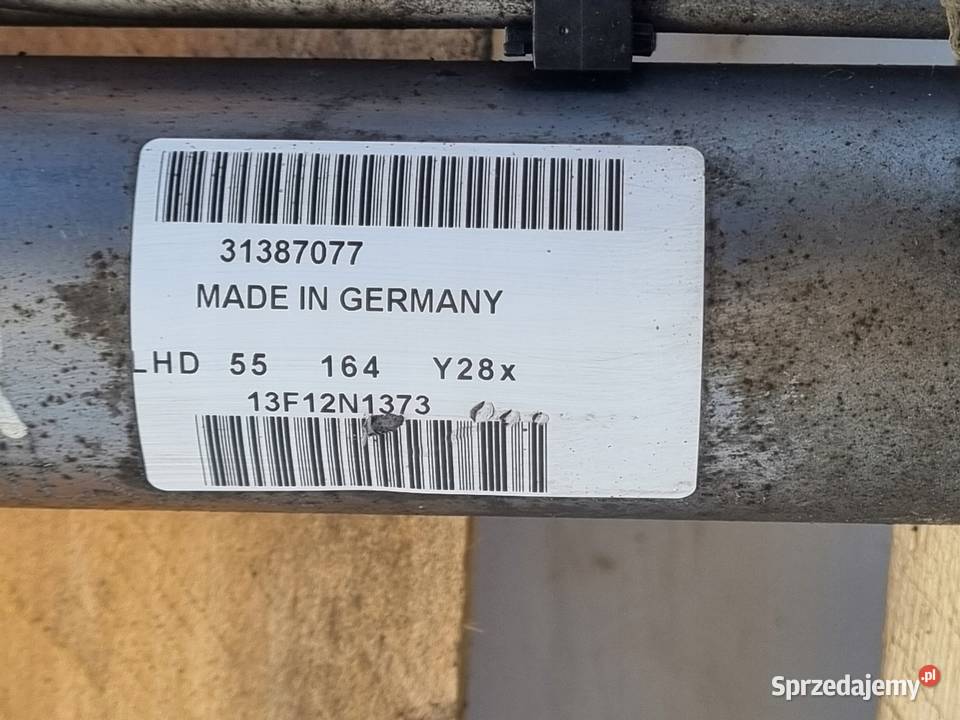 31387077
MADE IN GERMANY
LHD 55 164 Y28x
13F12N1373
Sprzedajemy.pl